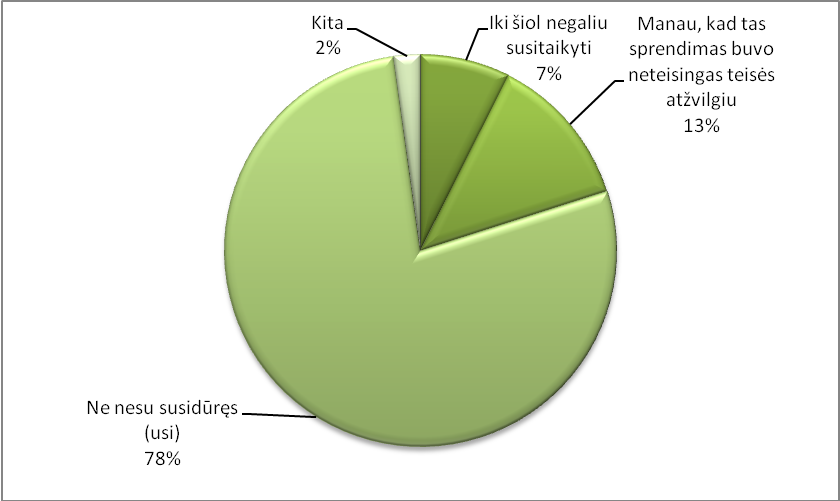 Kita
2%
Iki šiol negaliu
susitaikyti
7%
Manau, kad tas
sprendimas buvo
neteisingas teisės
atžvilgiu
13%
Ne nesu susidūręs
(usi)
78%